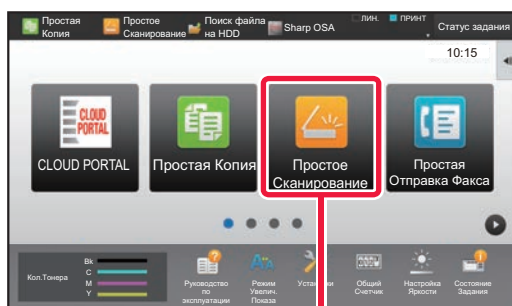 Простая
Копия
Простое
Сканирование
Поиск файла
на HDD
Sharp OSA
ЛИН.
ПРИНТ
Статус задания
10:15
CLOUD
PORTAL
CLOUD PORTAL
Простая Копия
Простое
Сканирование
Простая
Отправка Факса
Кол.Тонера
Bk
C
M
Y
Руководство
по
эксплуатации
Режим
Увелич.
Показа
Общий
Счетчик
Настройка
Яркости
Состояние
Задания